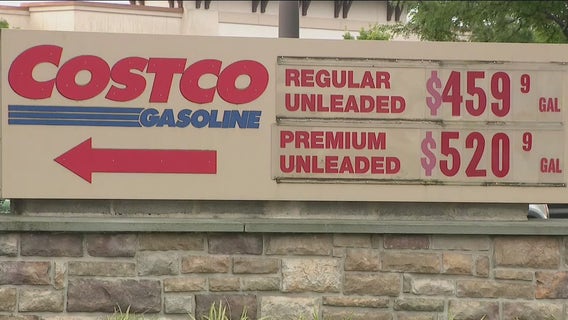 COSTCO
GASOLINE
REGULAR
UNLEADED $459 9 GAL
PREMIUM
UNLEADED $520 9 GAL